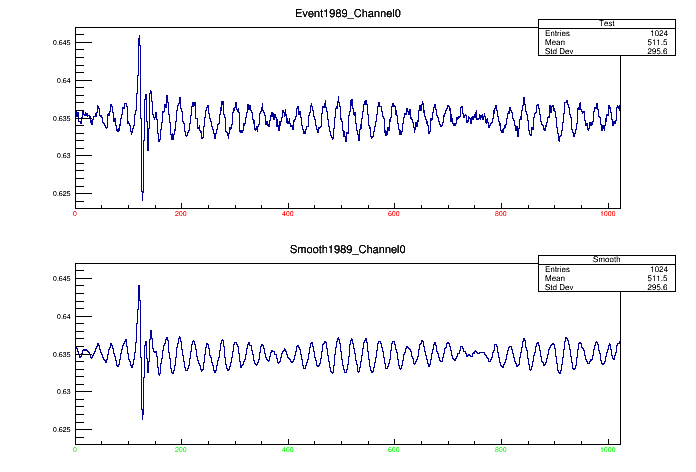 Event1989_Channel0
Test
Entries 1024
Mean 511.5
Std Dev 295.6
0.645
0.64
0.635
0.63
0.625
0 200 400 600 800 1000
Smooth1989_Channel0
Smooth
Entries 1024
Mean 511.5
Std Dev 295.6
0.645
0.64
0.635
0.63
0.625
0 200 400 600 800 1000